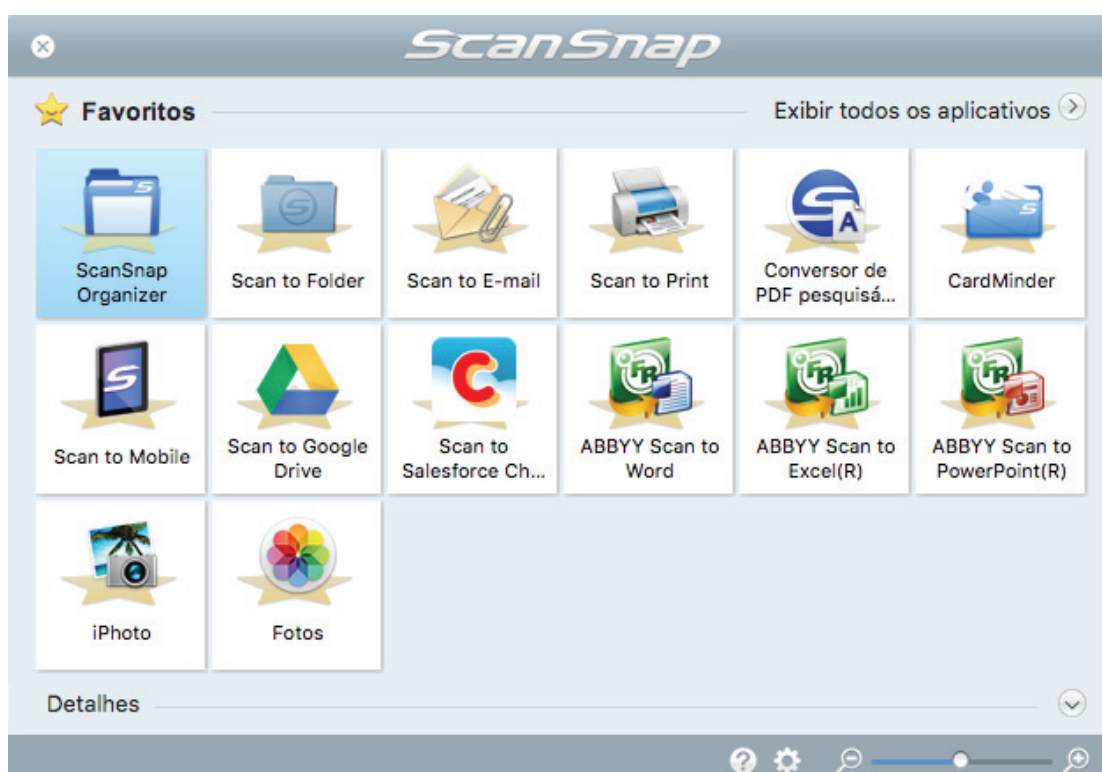 ScanSnap
Favoritos
Exibir todos os aplicativos
ScanSnap
Organizer
Scan to Folder
Scan to E-mail
Scan to Print
Conversor de
PDF pesquisá...
CardMinder
Scan to Mobile
Scan to Google
Drive
Scan to
Salesforce Ch...
ABBYY Scan to
Word
ABBYY Scan to
Excel(R)
ABBYY Scan to
PowerPoint(R)
iPhoto
Fotos
Detalhes